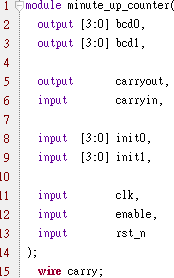 1 module minute_up_counter(
2 output [3:0] bcd0,
3 output [3:0] bcd1,
4
5 output carryout,
6 input carryin,
7
8 input [3:0] init0,
9 input [3:0] init1,
10
11 input clk,
12 input enable,
13 input rst_n
14 );
15 wire carry;